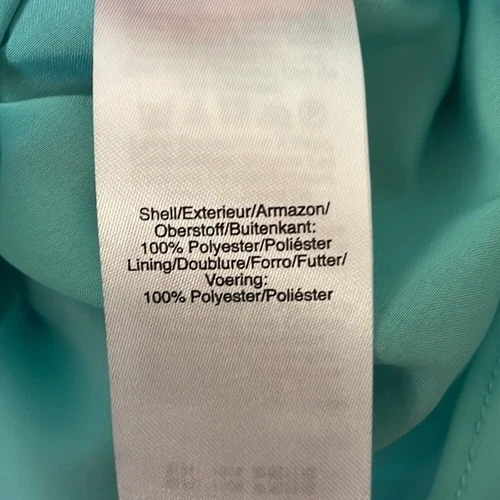 Shell/Exterieur/Armazon/
Oberstoff/Buitenkant:
100% Polyester/Poliéster
Lining/Doublure/Forro/Futter/
Voering:
100% Polyester/Poliéster